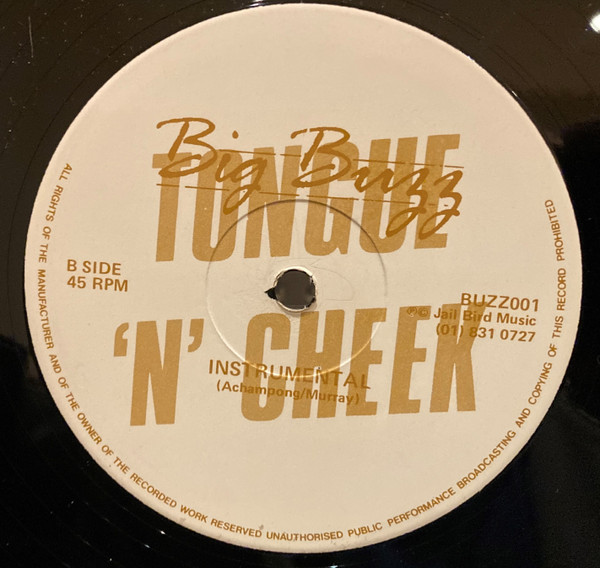 Big Buzz
TONGUE
B SIDE
45 RPM
BUZZ001
℗© Jail Bird Music
(01) 831 0727
'N' CHEEK
INSTRUMENTAL
(Achampong/Murray)
ALL RIGHTS OF THE MANUFACTURER AND OF THE OWNER OF THE RECORDED WORK RESERVED UNAUTHORISED PUBLIC PERFORMANCE BROADCASTING AND COPYING OF THIS RECORD PROHIBITED